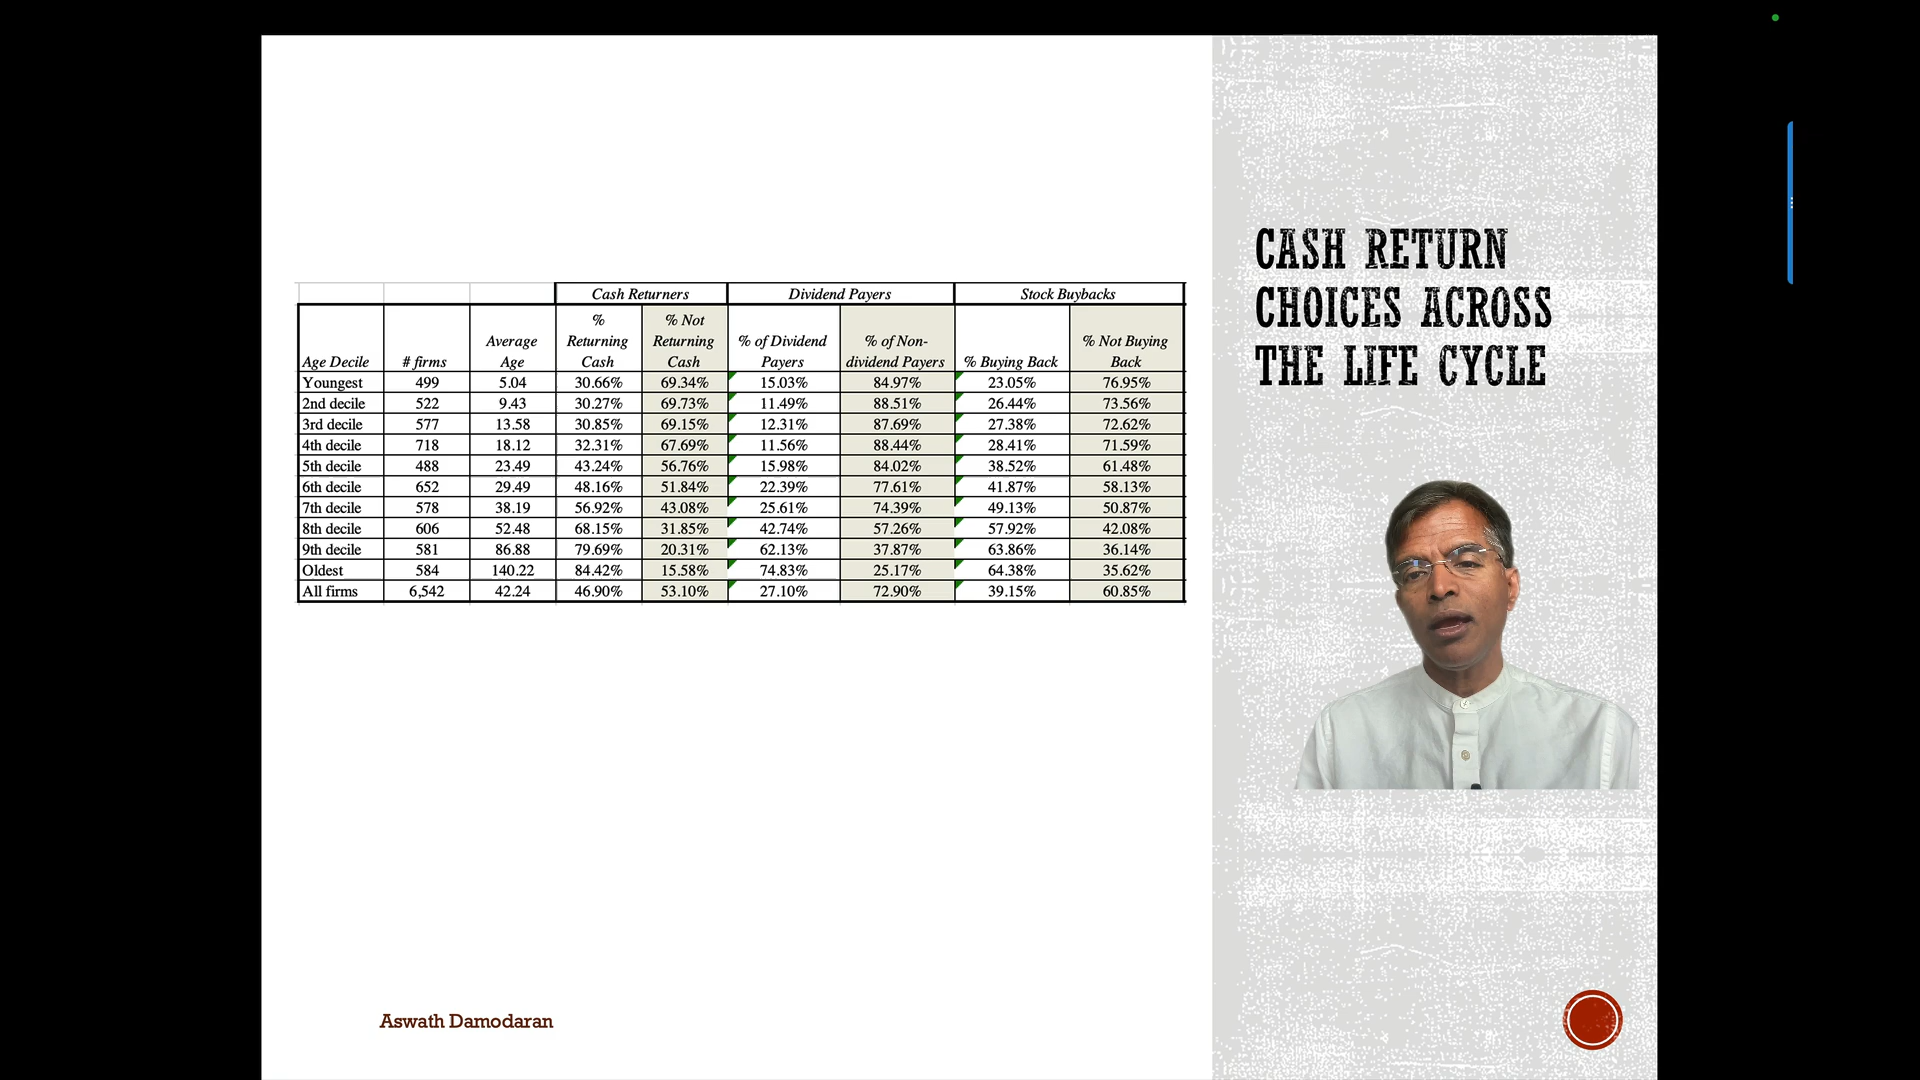 CASH RETURN
CHOICES ACROSS
THE LIFE CYCLE
Cash Returners Dividend Payers Stock Buybacks
Age Decile # firms Average Age % Returning Cash % Not Returning Cash % of Dividend Payers % of Non-dividend Payers % Buying Back % Not Buying Back
Youngest 499 5.04 30.66% 69.34% 15.03% 84.97% 23.05% 76.95%
2nd decile 522 9.43 30.27% 69.73% 11.49% 88.51% 26.44% 73.56%
3rd decile 577 13.58 30.85% 69.15% 12.31% 87.69% 27.38% 72.62%
4th decile 718 18.12 32.31% 67.69% 11.56% 88.44% 28.41% 71.59%
5th decile 488 23.49 43.24% 56.76% 15.98% 84.02% 38.52% 61.48%
6th decile 652 29.49 48.16% 51.84% 22.39% 77.61% 41.87% 58.13%
7th decile 578 38.19 56.92% 43.08% 25.61% 74.39% 49.13% 50.87%
8th decile 606 52.48 68.15% 31.85% 42.74% 57.26% 57.92% 42.08%
9th decile 581 86.88 79.69% 20.31% 62.13% 37.87% 63.86% 36.14%
Oldest 584 140.22 84.42% 15.58% 74.83% 25.17% 64.38% 35.62%
All firms 6,542 42.24 46.90% 53.10% 27.10% 72.90% 39.15% 60.85%
Aswath Damodaran